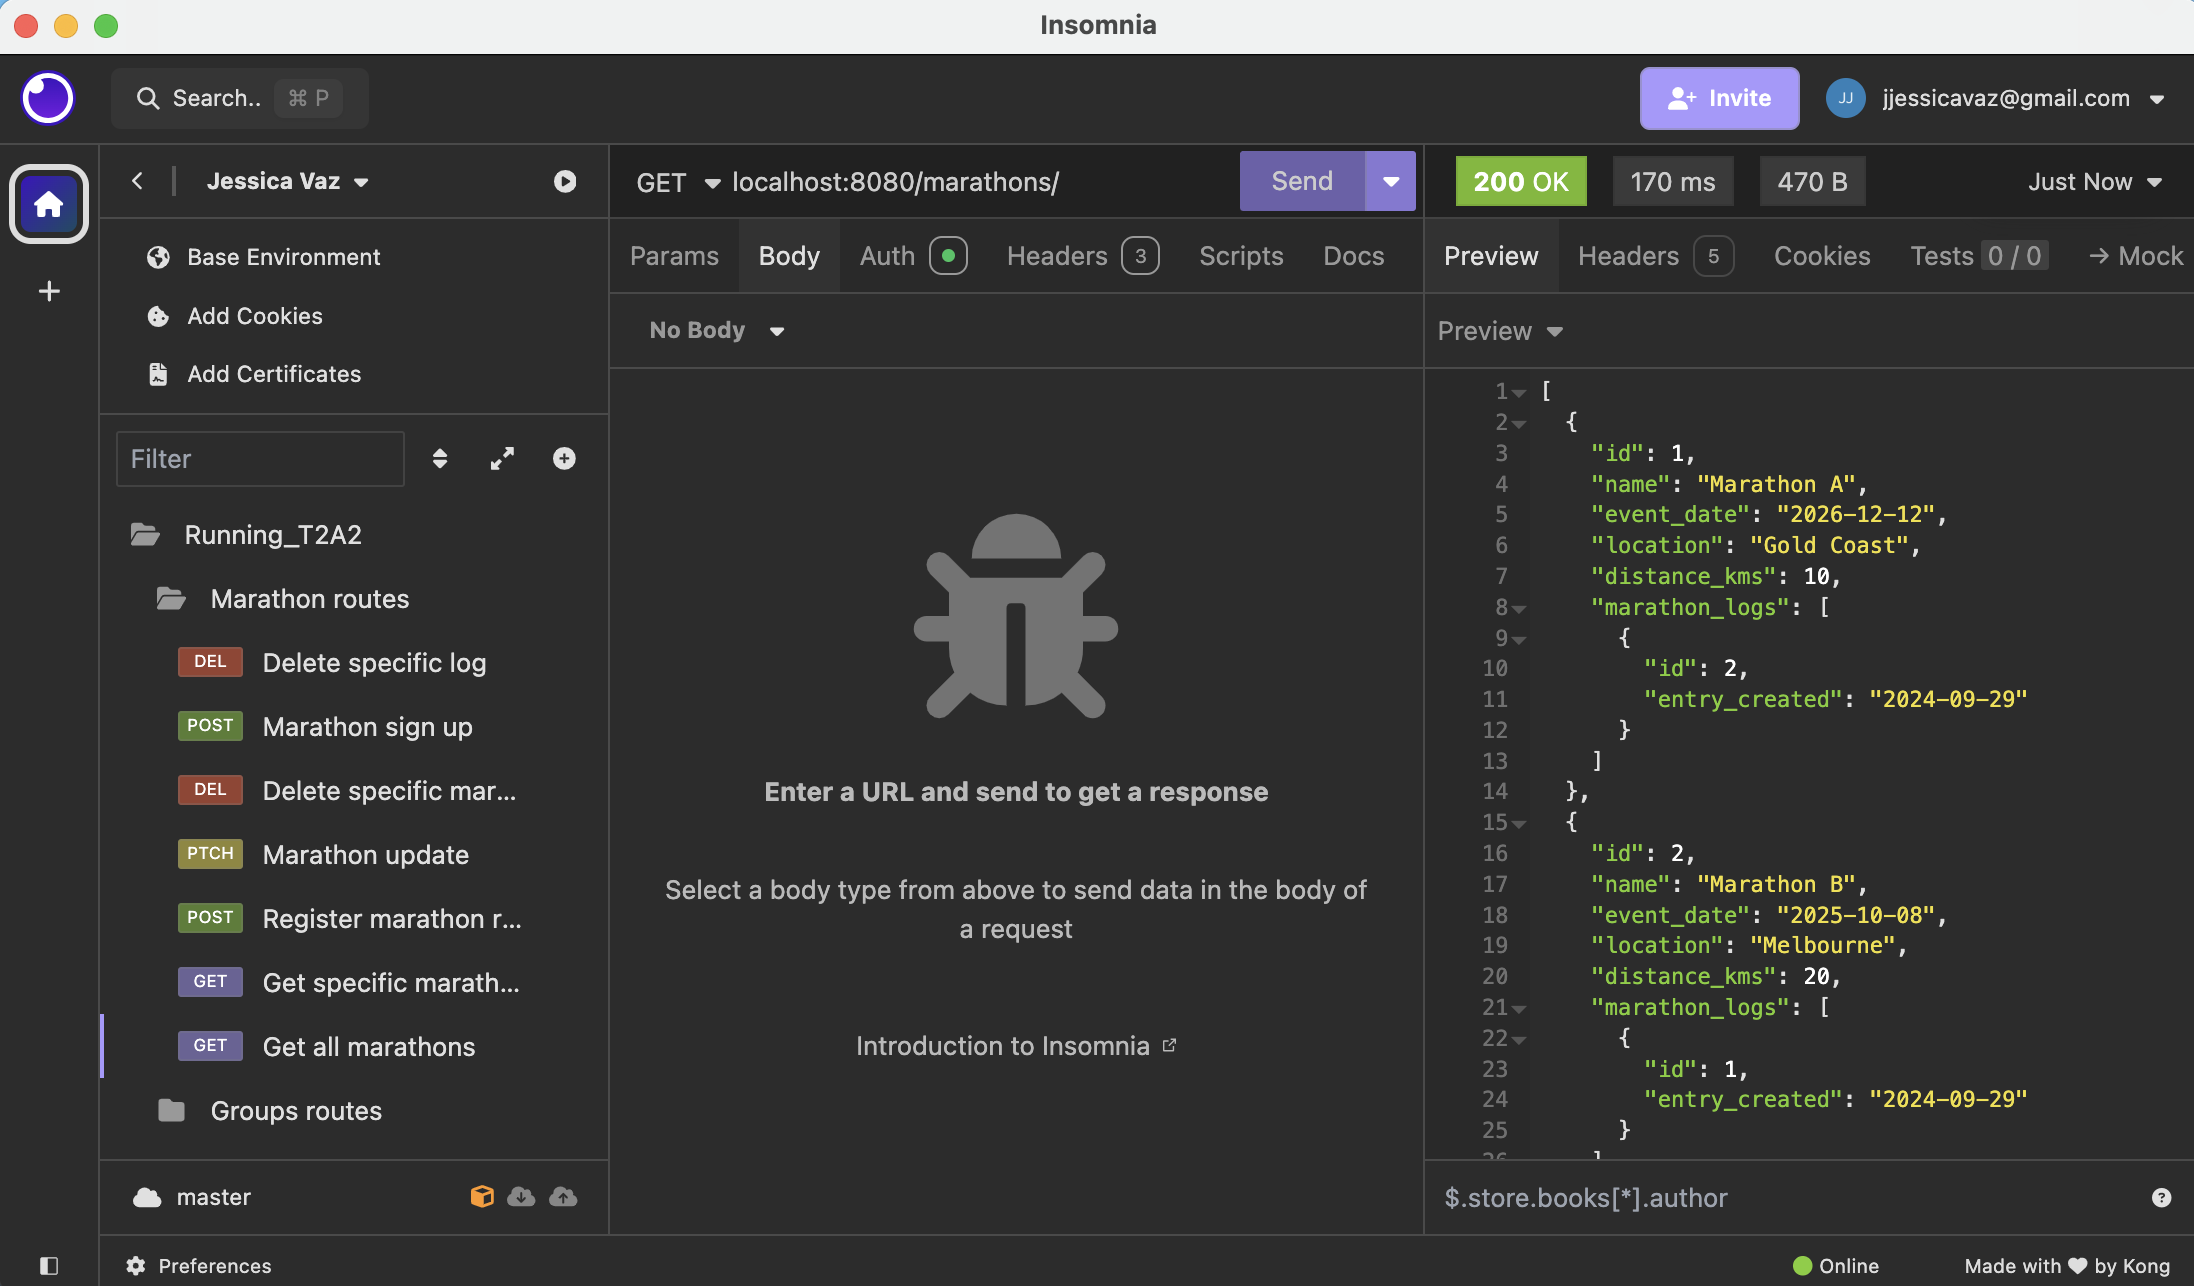 Insomnia
Search.. ⌘ P
Invite
JJ jjessicavaz@gmail.com
Jessica Vaz
Base Environment
Add Cookies
Add Certificates
Filter
Running_T2A2
Marathon routes
DEL Delete specific log
POST Marathon sign up
DEL Delete specific mar...
PTCH Marathon update
POST Register marathon r...
GET Get specific marath...
GET Get all marathons
Groups routes
master
Preferences
GET localhost:8080/marathons/ Send
Params Body Auth Headers 3 Scripts Docs
No Body
Enter a URL and send to get a response
Select a body type from above to send data in the body of
a request
Introduction to Insomnia
200 OK 170 ms 470 B Just Now
Preview Headers 5 Cookies Tests 0 / 0 → Mock
Preview
1 [
2 {
3 "id": 1,
4 "name": "Marathon A",
5 "event_date": "2026-12-12",
6 "location": "Gold Coast",
7 "distance_kms": 10,
8 "marathon_logs": [
9 {
10 "id": 2,
11 "entry_created": "2024-09-29"
12 }
13 ]
14 },
15 {
16 "id": 2,
17 "name": "Marathon B",
18 "event_date": "2025-10-08",
19 "location": "Melbourne",
20 "distance_kms": 20,
21 "marathon_logs": [
22 {
23 "id": 1,
24 "entry_created": "2024-09-29"
25 }
26 ]
$.store.books[*].author
Online
Made with ♥ by Kong